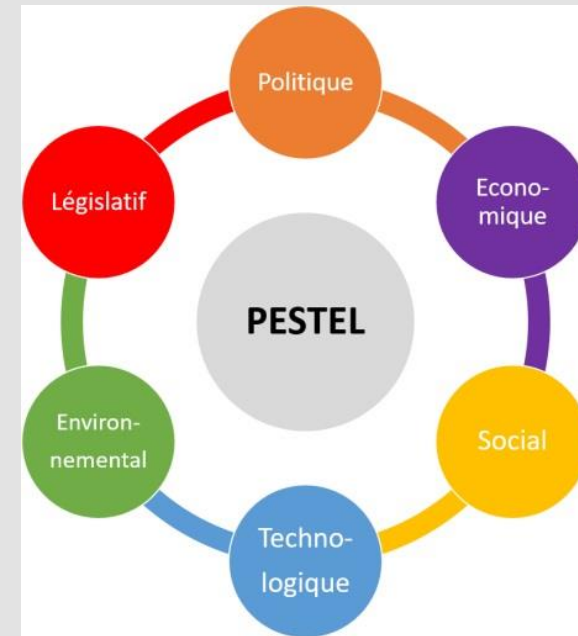 Politique
Econo-
mique
Social
Techno-
logique
Environ-
nemental
Législatif
PESTEL